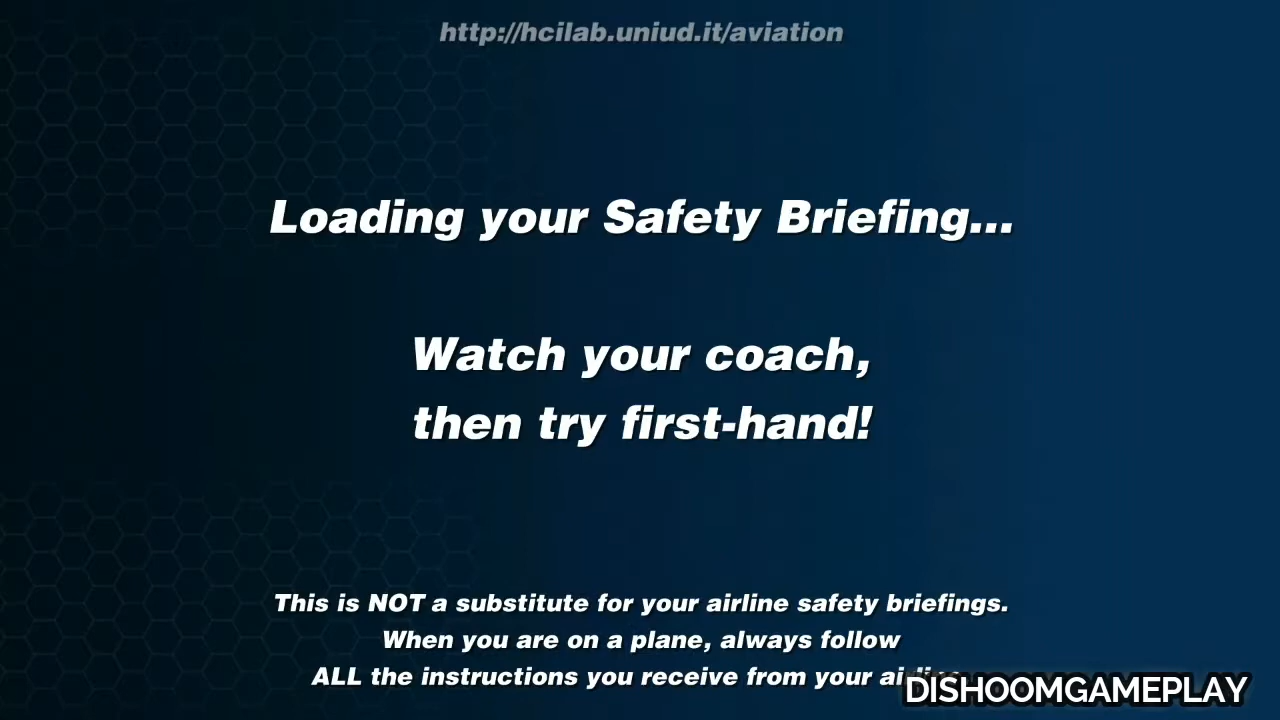 http://hcilab.uniud.it/aviation
Loading your Safety Briefing...
Watch your coach,
then try first-hand!
This is NOT a substitute for your airline safety briefings.
When you are on a plane, always follow
ALL the instructions you receive from your
DISHOOMGAMEPLAY